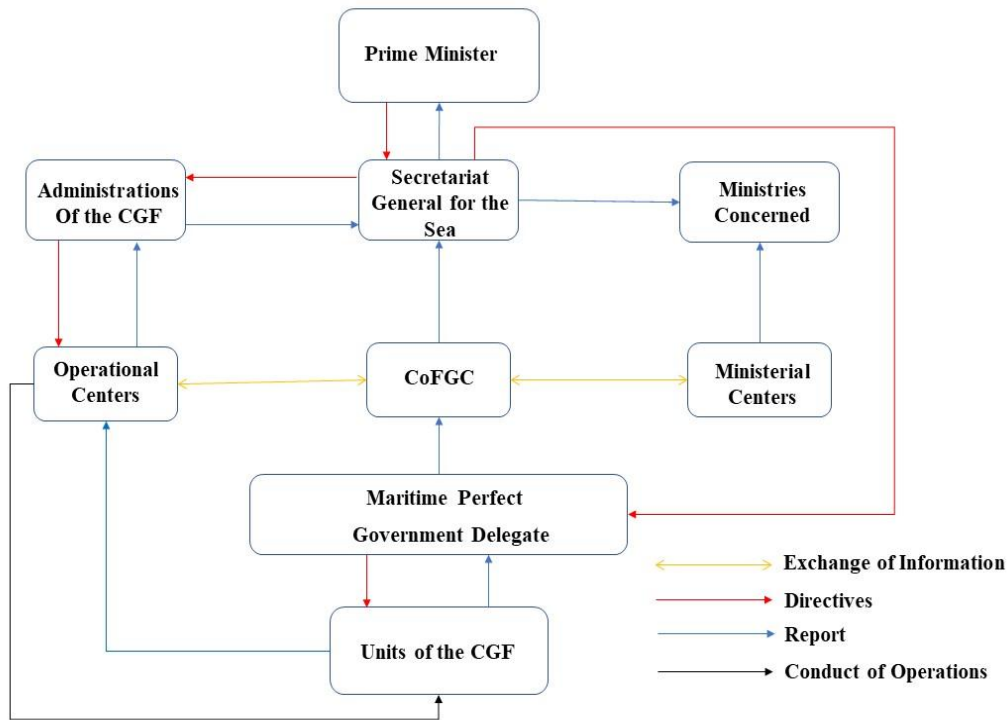 Prime Minister
Administrations
Of the CGF
Secretariat
General for the
Sea
Ministries
Concerned
Operational
Centers
CoFGC
Ministerial
Centers
Maritime Perfect
Government Delegate
Units of the CGF
Exchange of Information
Directives
Report
Conduct of Operations